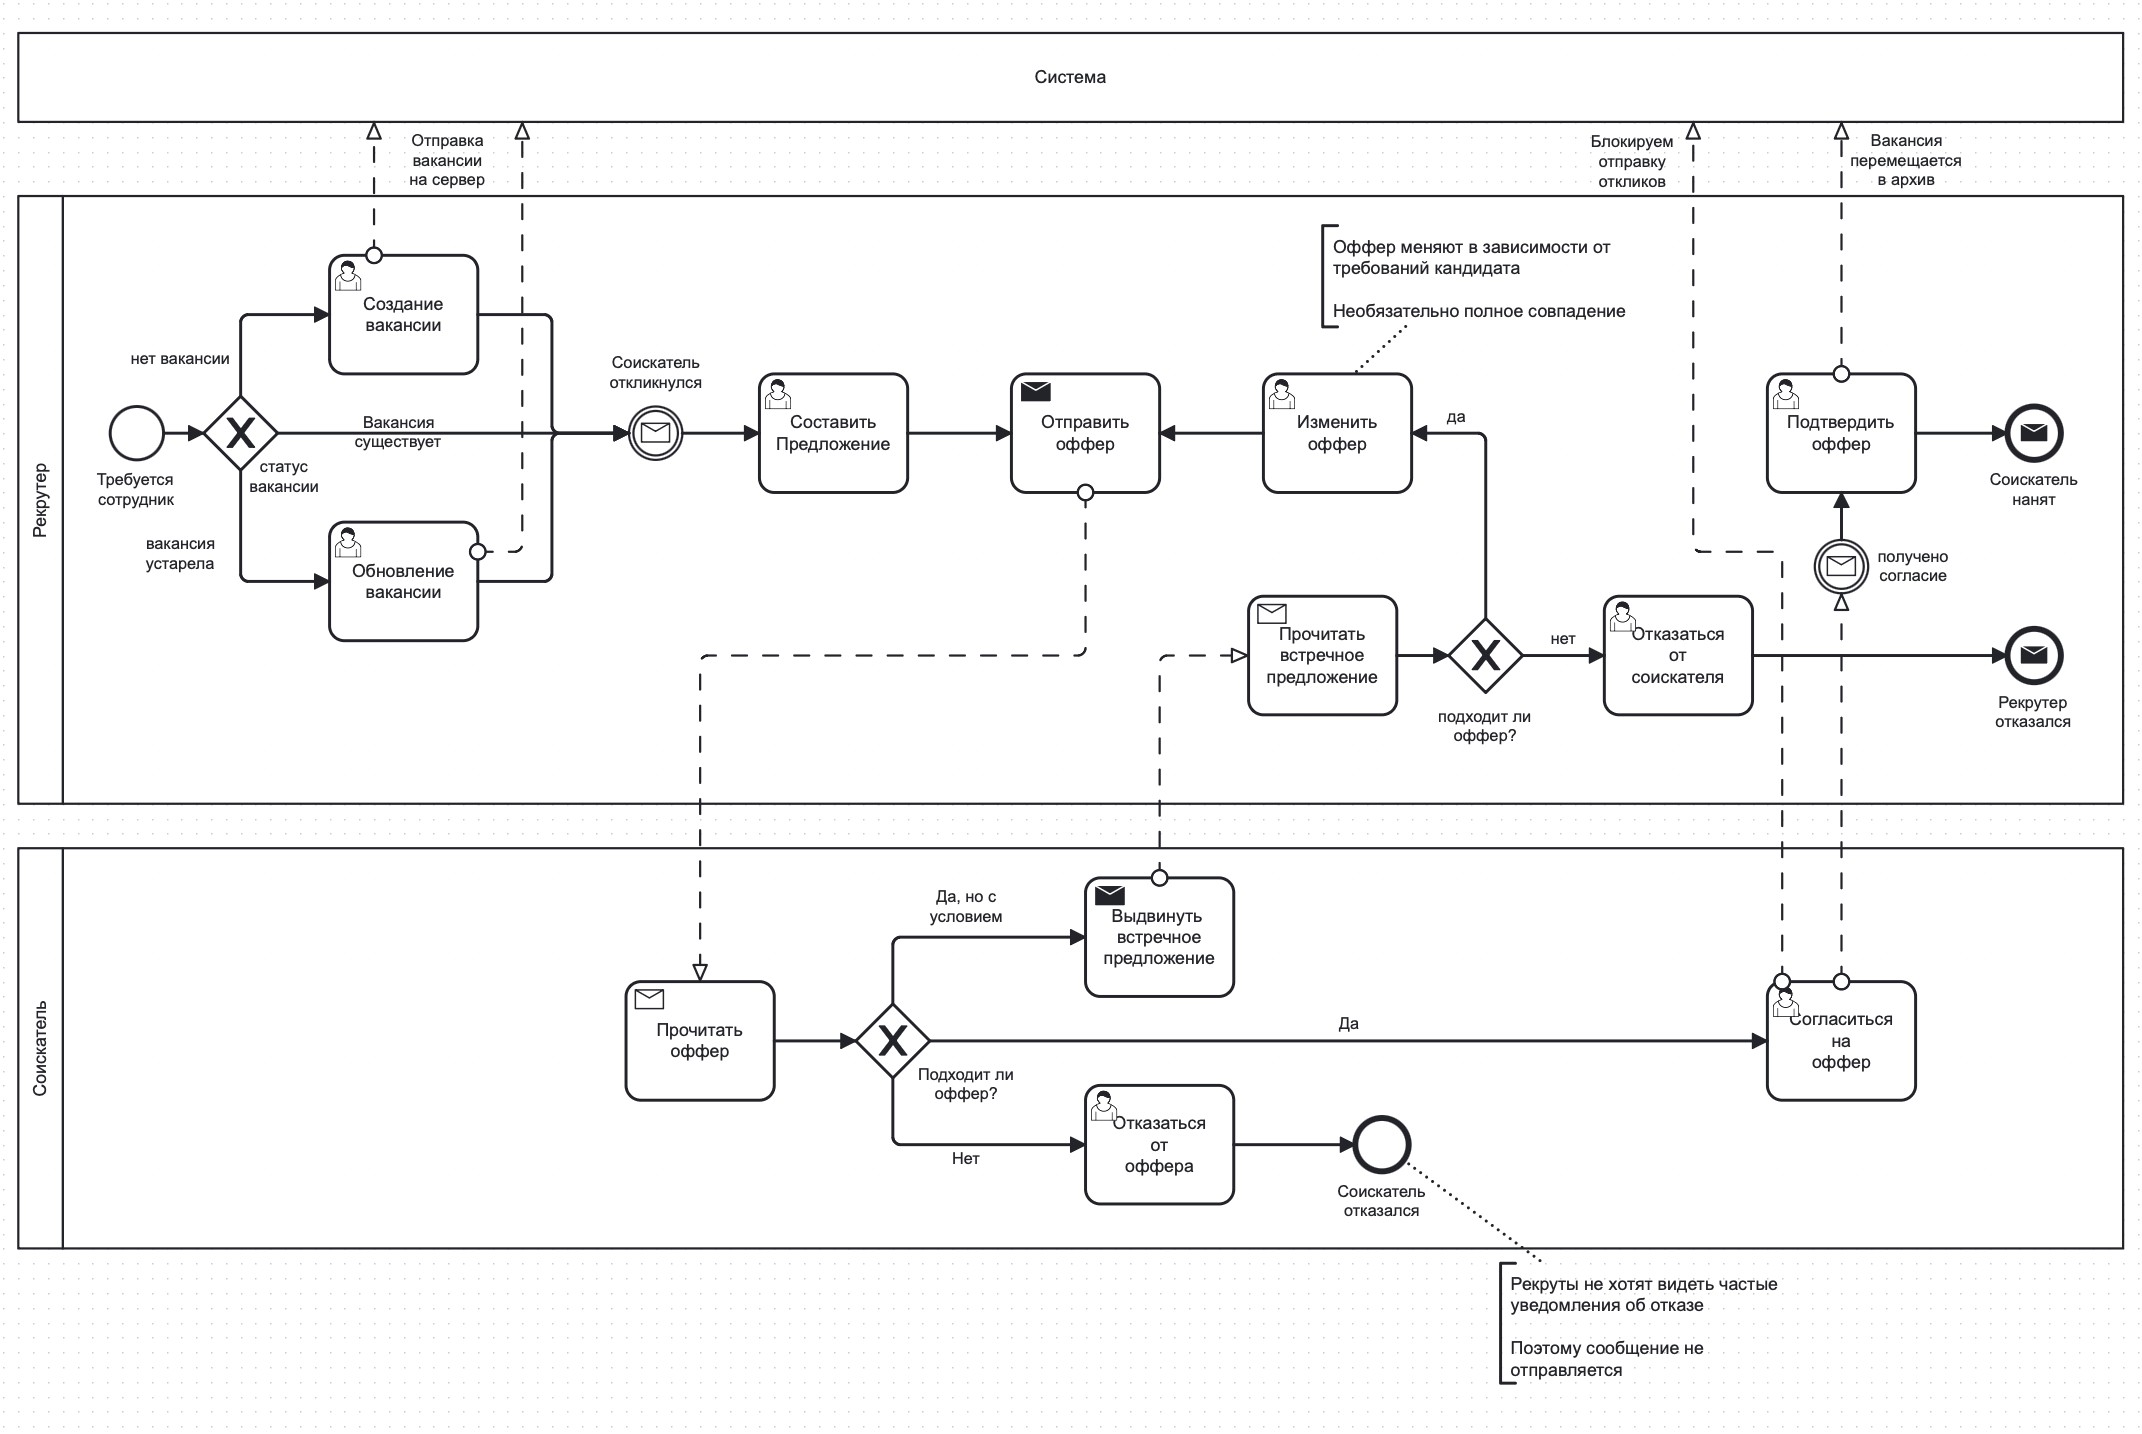 Система
Отправка
вакансии
на сервер
Блокируем
отправку
откликов
Вакансия
перемещается
в архив
Рекрутер
Оффер меняют в зависимости от
требований кандидата
Необязательно полное совпадение
Создание
вакансии
нет вакансии
Соискатель
откликнулся
Требуется
сотрудник
Вакансия
существует
статус
вакансии
вакансия
устарела
Обновление
вакансии
Составить
Предложение
Отправить
оффер
Изменить
оффер
да
Подтвердить
оффер
Соискатель
нанят
получено
согласие
Прочитать
встречное
предложение
подходит ли
оффер?
нет
Отказаться
от
соискателя
Рекрутер
отказался
Соискатель
Прочитать
оффер
Да, но с
условием
Выдвинуть
встречное
предложение
Подходит ли
оффер?
Да
Согласиться
на
оффер
Нет
Отказаться
от
оффера
Соискатель
отказался
Рекруты не хотят видеть частые
уведомления об отказе
Поэтому сообщение не
отправляется